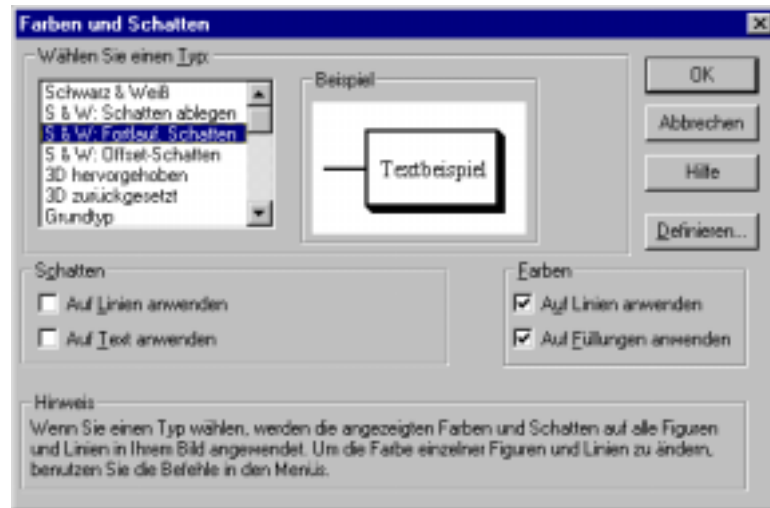 Farben und Schatten
Wählen Sie einen Typ:
Schwarz & Weiß
S & W: Schatten ablegen
S & W: Fortlauf. Schatten
S & W: Offset-Schatten
3D hervorgehoben
3D zurückgesetzt
Grundtyp
Beispiel
Textbeispiel
OK
Abbrechen
Hilfe
Definieren...
Schatten
Auf Linien anwenden
Auf Text anwenden
Farben
Auf Linien anwenden
Auf Füllungen anwenden
Hinweis
Wenn Sie einen Typ wählen, werden die angezeigten Farben und Schatten auf alle Figuren
und Linien in Ihrem Bild angewendet. Um die Farbe einzelner Figuren und Linien zu ändern,
benutzen Sie die Befehle in den Menüs.